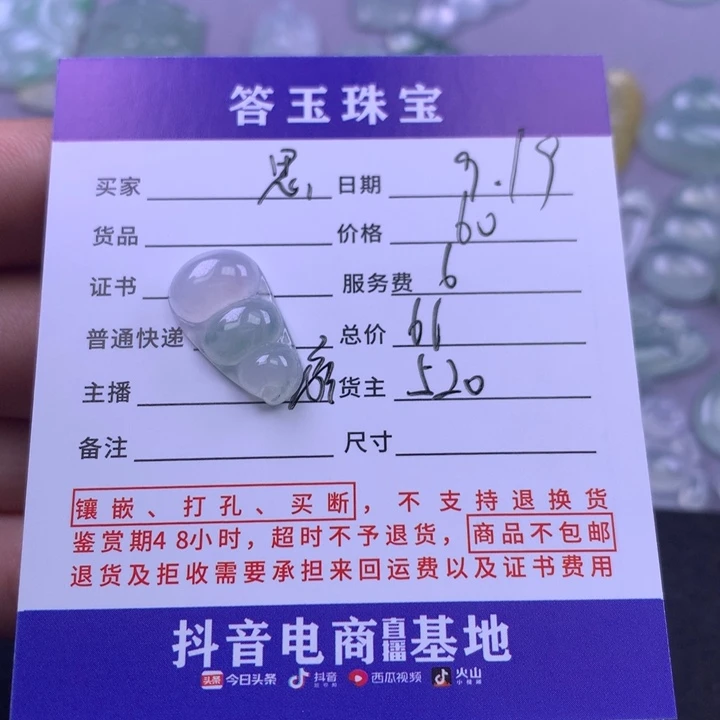 答玉珠宝
买家 思 日期 9.19
货品 价格 60
证书 服务费 6
普通快递 总价 66
主播 货主 520
备注 尺寸
镶嵌、打孔、买断，不支持退换货
鉴赏期48小时，超时不予退货，商品不包邮
退货及拒收需要承担来回运费以及证书费用
抖音电商直播基地
头条 今日头条 抖音 西瓜视频 火山